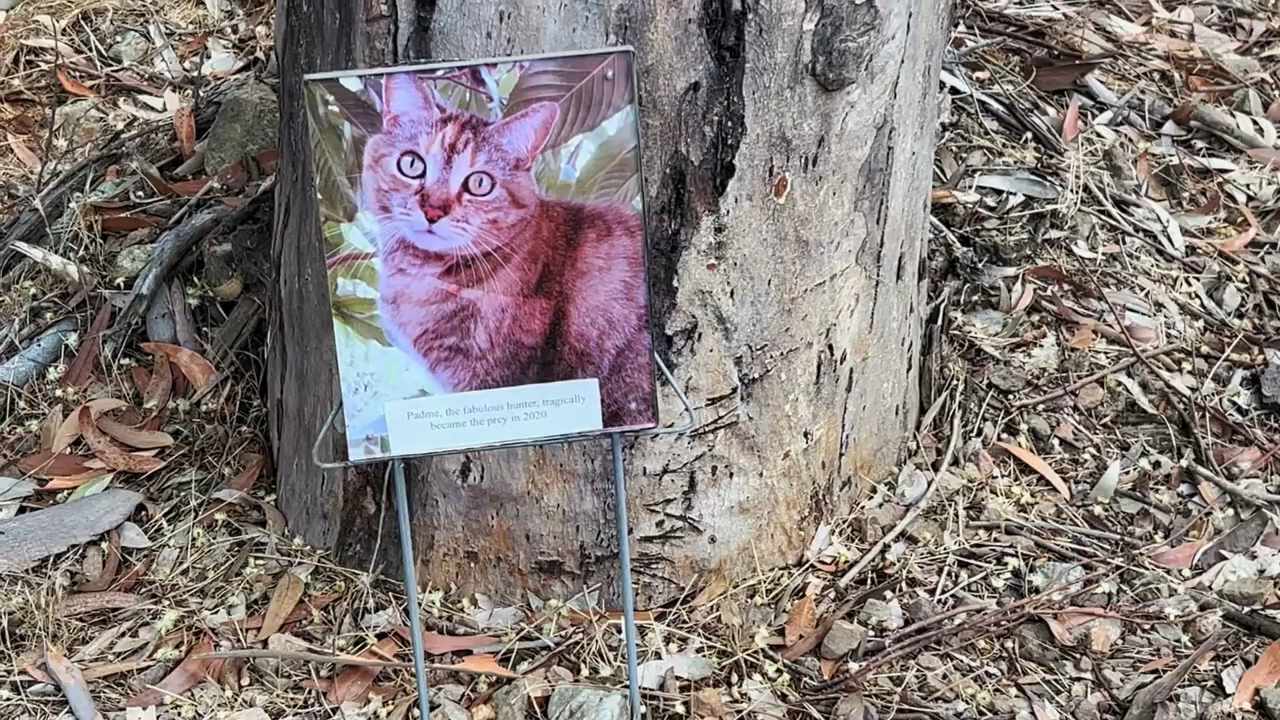 Padme, the fabulous hunter, tragically
became the prey in 2020